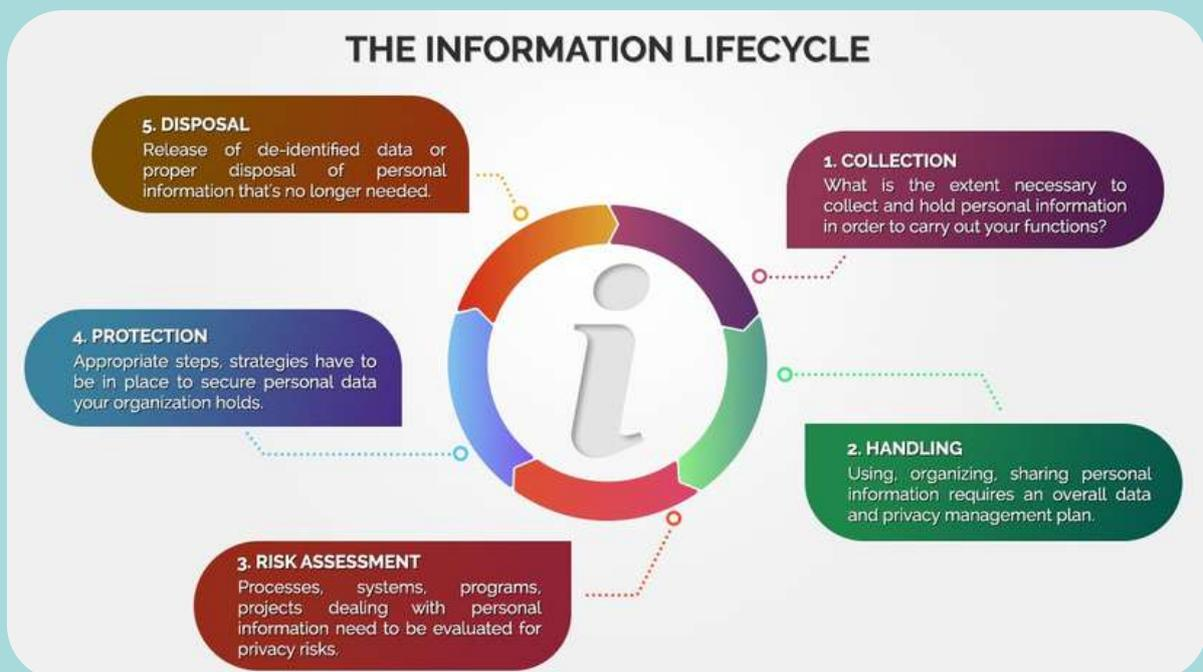 THE INFORMATION LIFECYCLE
1. COLLECTION
What is the extent necessary to
collect and hold personal information
in order to carry out your functions?
2. HANDLING
Using, organizing, sharing personal
information requires an overall data
and privacy management plan.
3. RISK ASSESSMENT
Processes, systems, programs,
projects dealing with personal
information need to be evaluated for
privacy risks.
4. PROTECTION
Appropriate steps, strategies have to
be in place to secure personal data
your organization holds.
5. DISPOSAL
Release of de-identified data or
proper disposal of personal
information that's no longer needed.
i